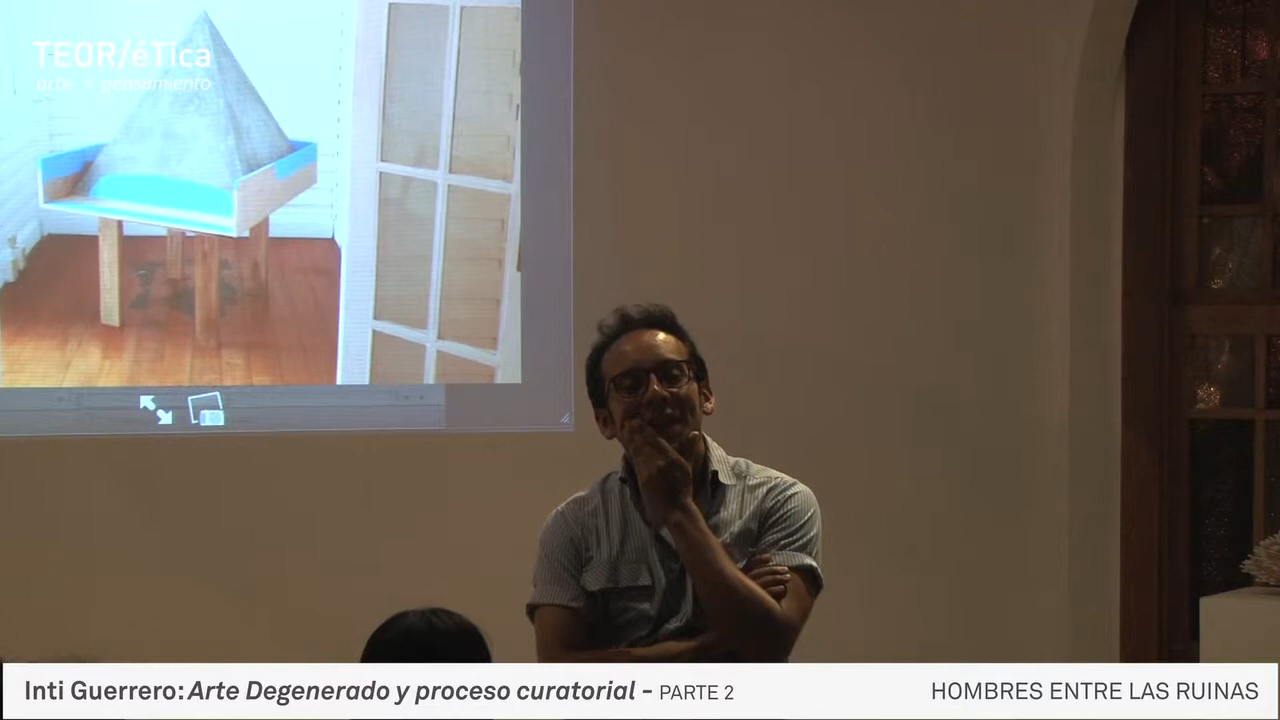 TEOR/éTica
arte + pensamiento
Inti Guerrero: Arte Degenerado y proceso curatorial - PARTE 2
HOMBRES ENTRE LAS RUINAS